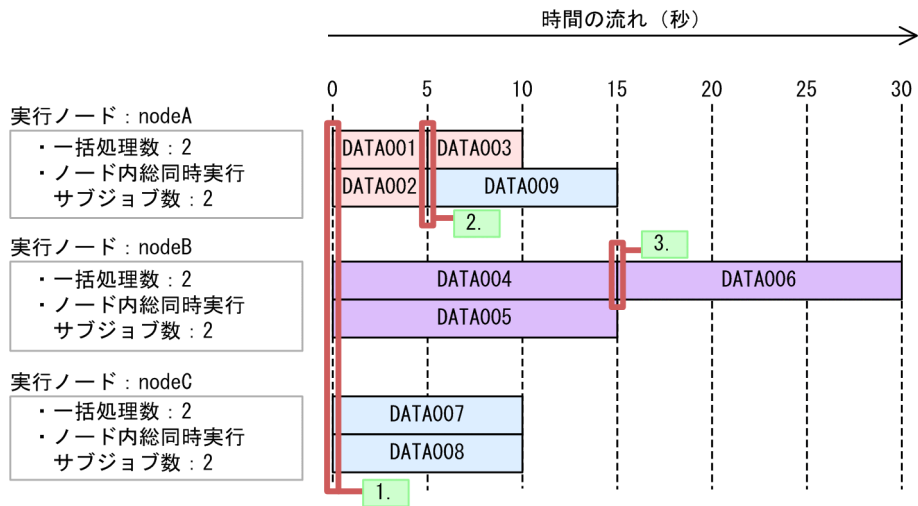 時間の流れ（秒）
0 5 10 15 20 25 30
実行ノード：nodeA
・一括処理数：2
・ノード内総同時実行
サブジョブ数：2
DATA001 DATA003
DATA002 DATA009
2.
3.
実行ノード：nodeB
・一括処理数：2
・ノード内総同時実行
サブジョブ数：2
DATA004 DATA006
DATA005
実行ノード：nodeC
・一括処理数：2
・ノード内総同時実行
サブジョブ数：2
DATA007
DATA008
1.